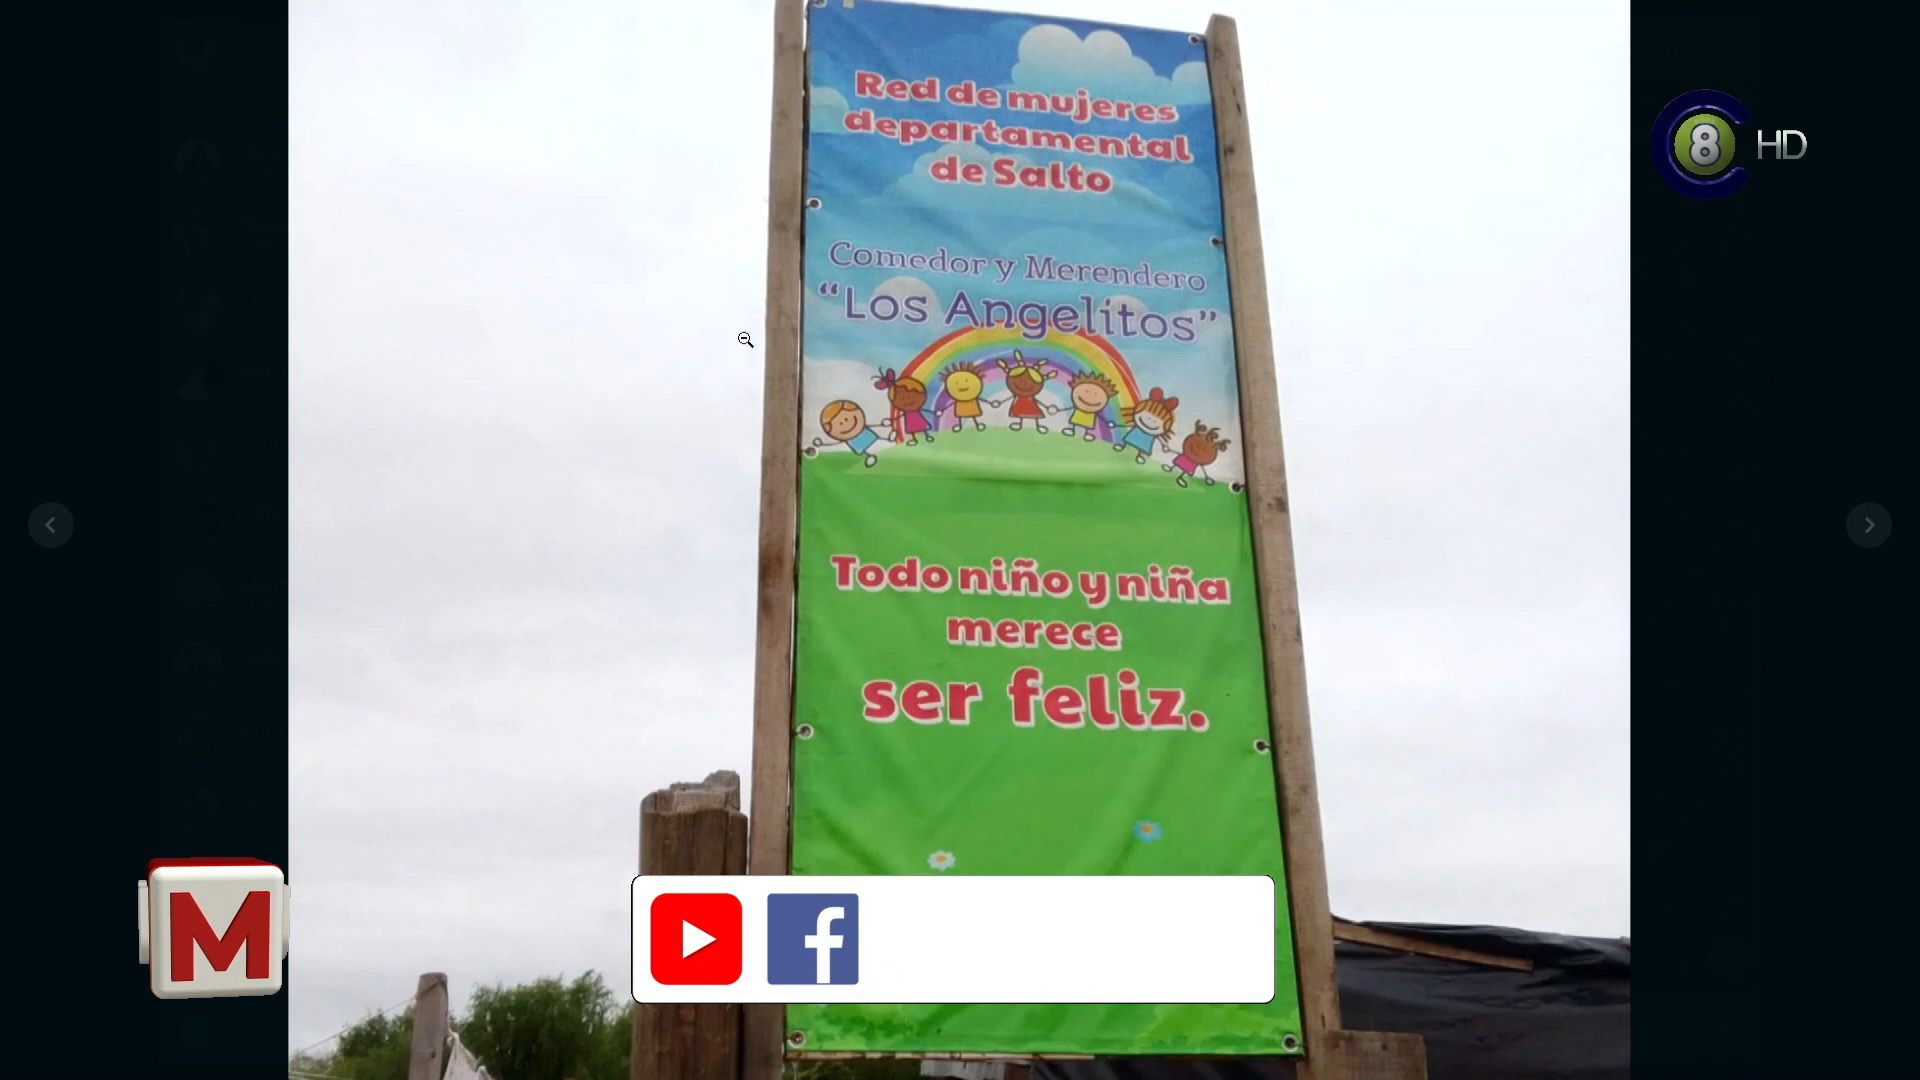 Red de mujeres
departamental
de Salto
Comedor y Merendero
“Los Angelitos”
Todo niño y niña
merece
ser feliz.
8 HD
M
f